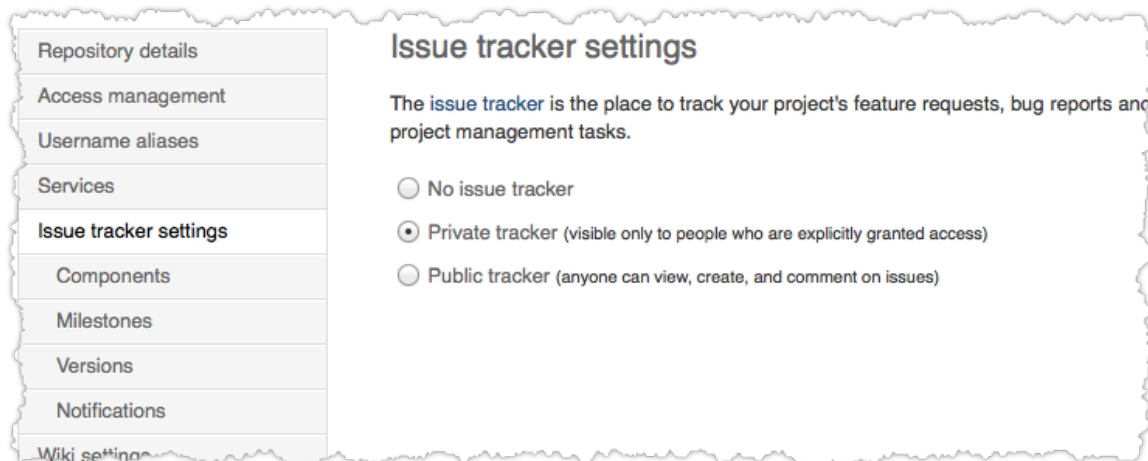 Repository details
Access management
Username aliases
Services
Issue tracker settings
Components
Milestones
Versions
Notifications
Wiki settings
Issue tracker settings
The issue tracker is the place to track your project's feature requests, bug reports and
project management tasks.
No issue tracker
Private tracker (visible only to people who are explicitly granted access)
Public tracker (anyone can view, create, and comment on issues)